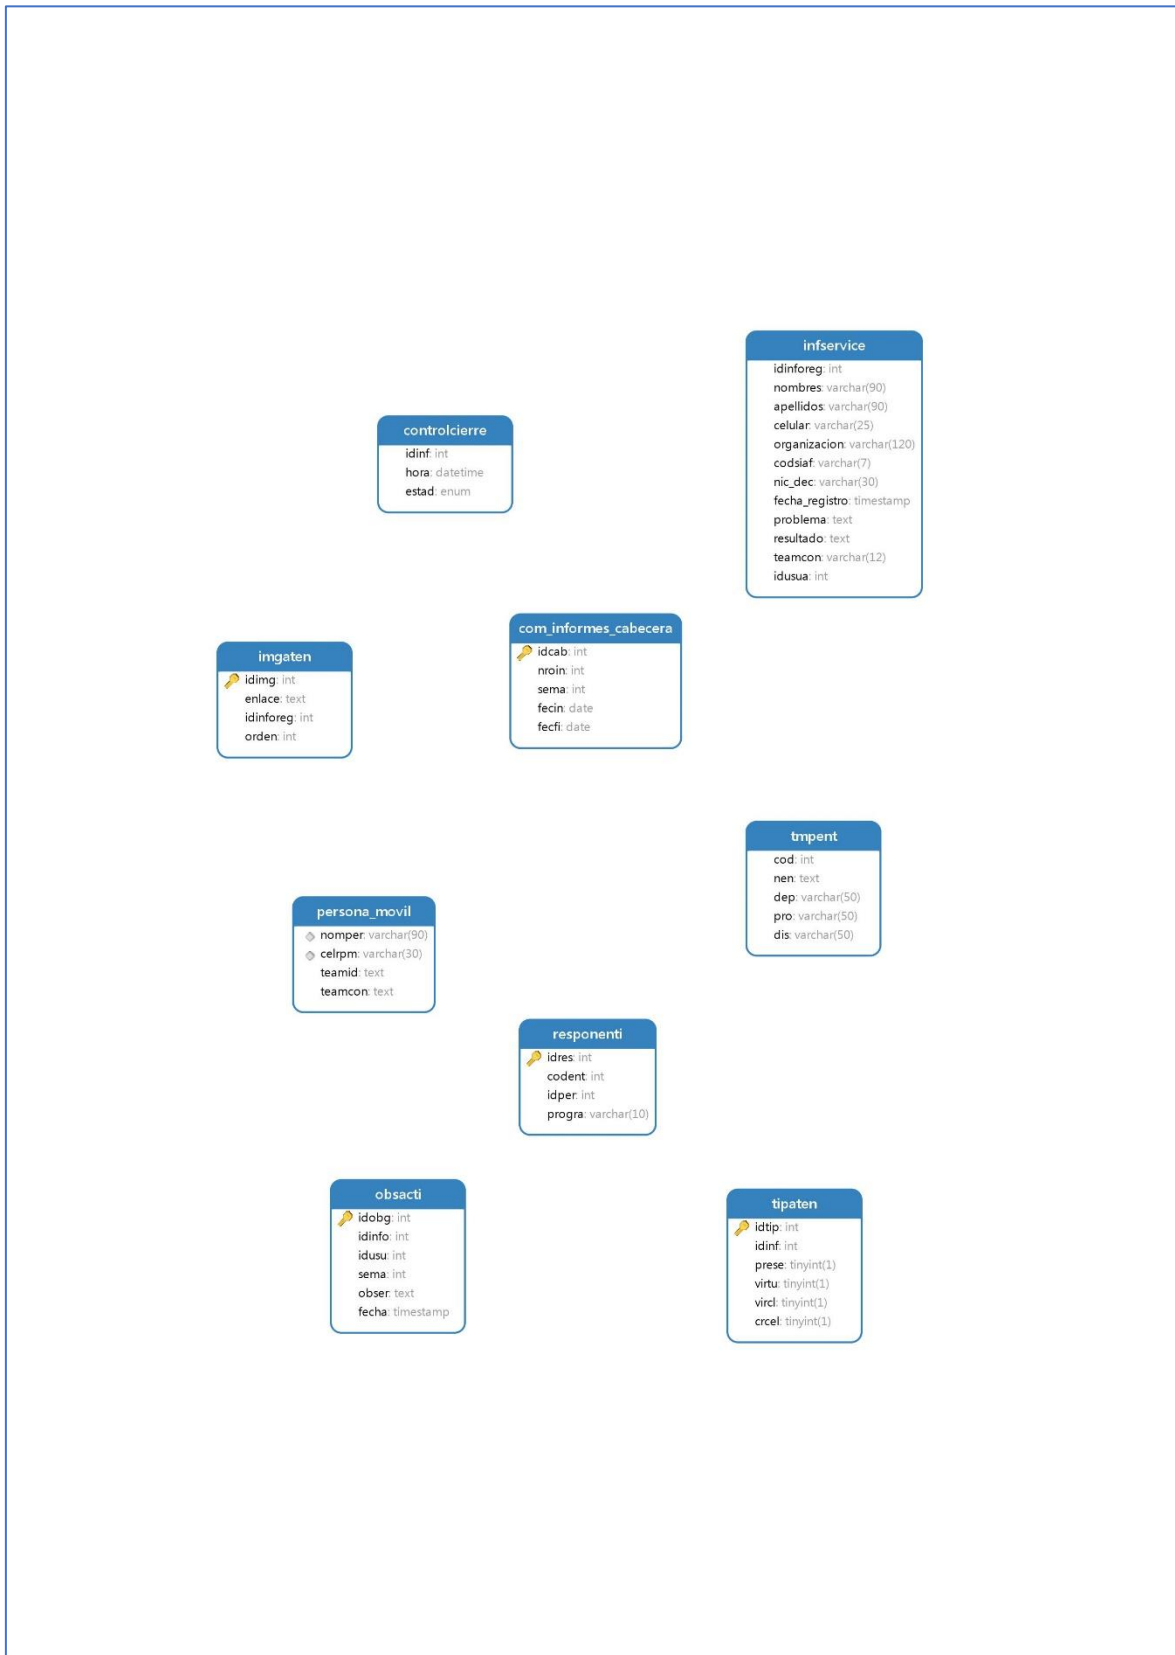 infservice
idinforeg: int
nombres: varchar(90)
apellidos: varchar(90)
celular: varchar(25)
organizacion: varchar(120)
codsiaf: varchar(7)
nic_dec: varchar(30)
fecha_registro: timestamp
problema: text
resultado: text
teamcon: varchar(12)
idusua: int
controlcierre
idinf: int
hora: datetime
estad: enum
com_informes_cabecera
idcab: int
nroin: int
sema: int
fecin: date
fecfi: date
imgaten
idimg: int
enlace: text
idinforeg: int
orden: int
tmpent
cod: int
nen: text
dep: varchar(50)
pro: varchar(50)
dis: varchar(50)
persona_movil
nomper: varchar(90)
celrpm: varchar(30)
teamid: text
teamcon: text
responenti
idres: int
codent: int
idper: int
progra: varchar(10)
obsacti
idobg: int
idinfo: int
idusu: int
sema: int
obser: text
fecha: timestamp
tipaten
idtip: int
idinf: int
prese: tinyint(1)
virtu: tinyint(1)
vircl: tinyint(1)
crcel: tinyint(1)